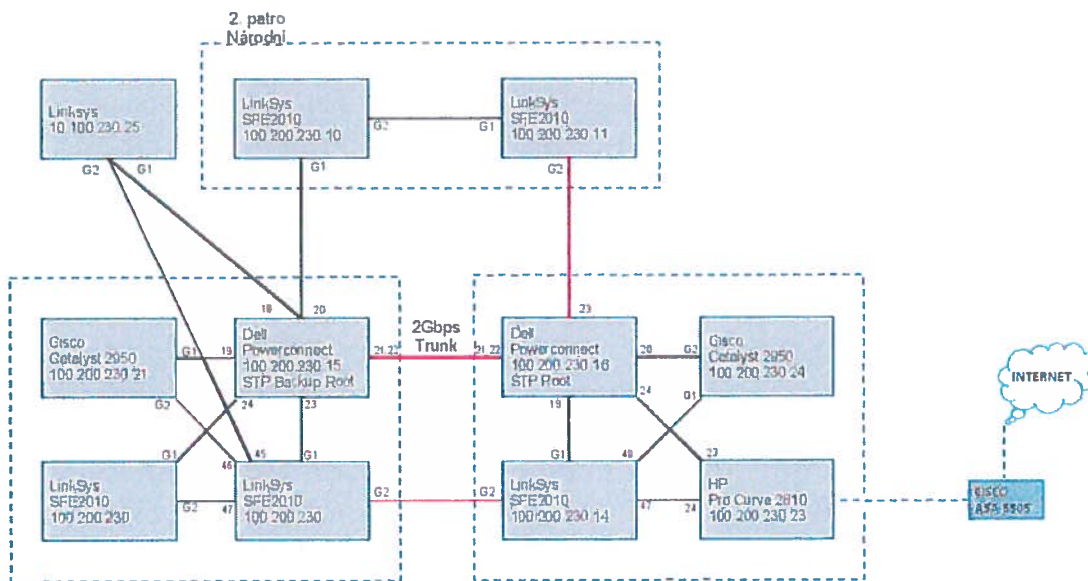 2. patro
Národní
Linksys
10 100 230 25
G2
G1
LinkSys
SFE2010
100 200 230 10
G2
G1
LinkSys
SFE2010
100 200 230 11
G1
G2
18
20
23
Cisco
Catalyst 2950
100 200 230 21
G1
G2
19
Dell
Powerconnect
100 200 230 15
STP Backup Root
21,22
24
23
2Gbps
Trunk
21,22
Dell
Powerconnect
100 200 230 16
STP Root
20
24
19
G2
Cisco
Catalyst 2950
100 200 230 24
G1
INTERNET
LinkSys
SFE2010
100 200 230
G1
G2
46
45
G1
47
LinkSys
SFE2010
100 200 230
G2
G2
G1
48
LinkSys
SFE2010
100 200 230 14
47
23
24
HP
Pro Curve 2810
100 200 230 23
CISCO
ASA 5505